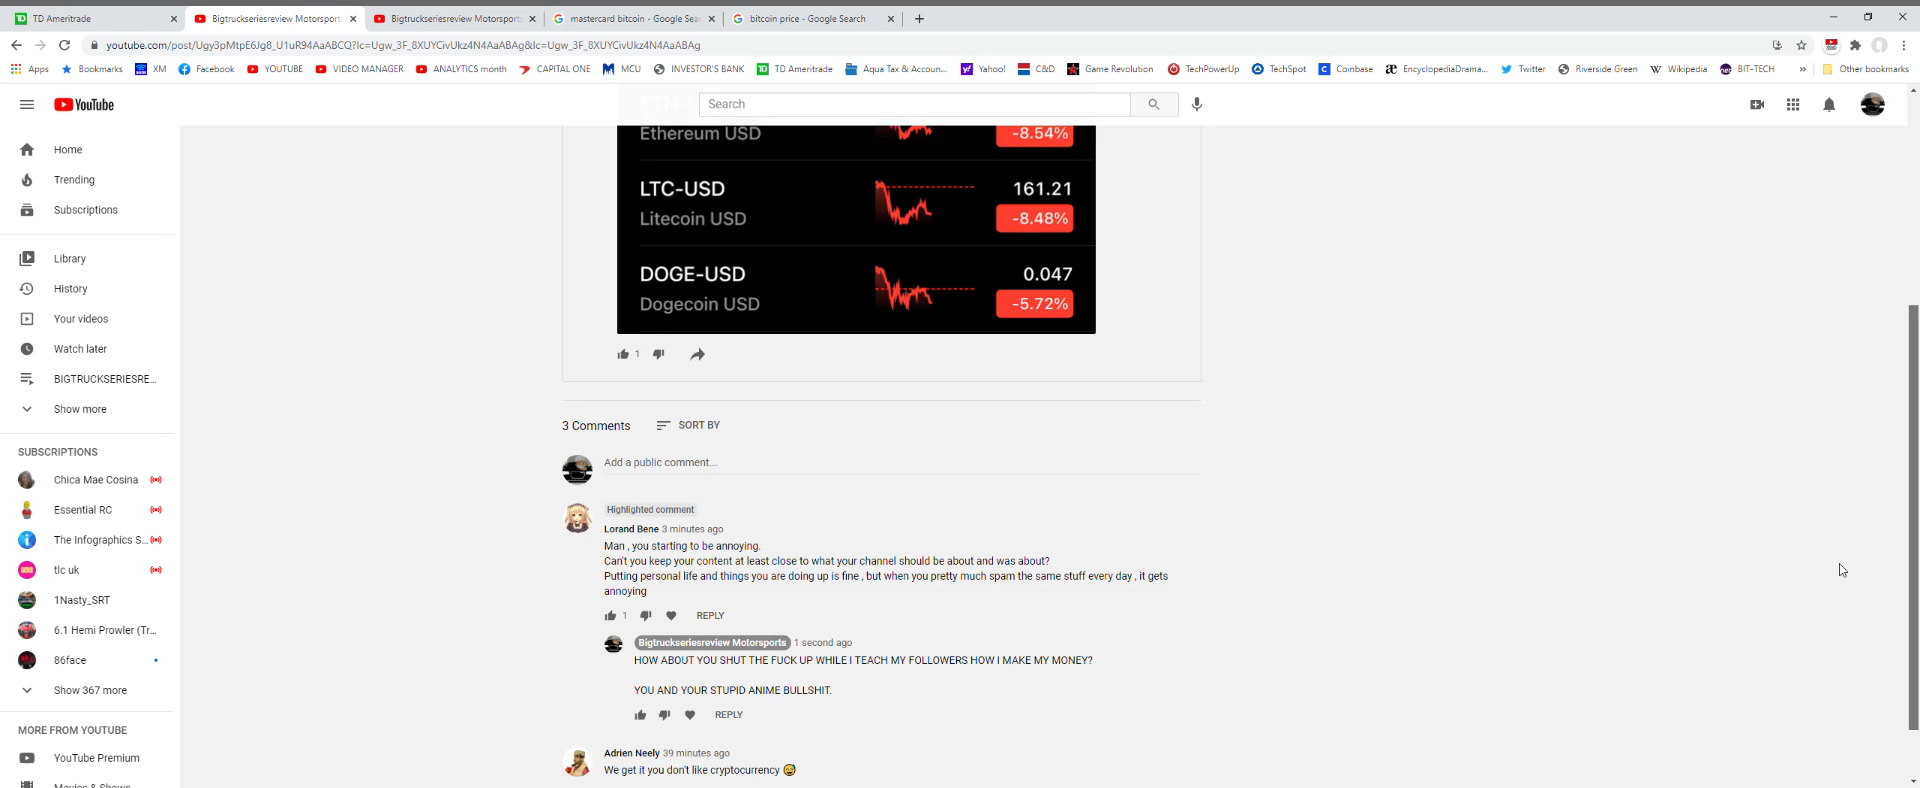 TD Ameritrade
Bigtruckseriesreview Motorsports
Bigtruckseriesreview Motorsports
mastercard bitcoin - Google Sea
bitcoin price - Google Search
youtube.com/post/Ugy3pMtpE6Jg8_U1uR94AaABCQ?lc=Ugw_3F_8XUYCivUkz4N4AaABAg&lc=Ugw_3F_8XUYCivUkz4N4AaABAg
Apps Bookmarks XM Facebook YOUTUBE VIDEO MANAGER ANALYTICS month CAPITAL ONE MCU INVESTOR'S BANK TD Ameritrade Aqua Tax & Accoun... Yahoo! C&D Game Revolution TechPowerUp TechSpot Coinbase EncyclopediaDrama... Twitter Riverside Green Wikipedia BIT-TECH » Other bookmarks
YouTube
Search
Home
Trending
Subscriptions
Library
History
Your videos
Watch later
BIGTRUCKSERIESRE...
Show more
SUBSCRIPTIONS
Chica Mae Cosina
Essential RC
The Infographics S...
tlc uk
1Nasty_SRT
6.1 Hemi Prowler (Tr...
86face
Show 367 more
MORE FROM YOUTUBE
YouTube Premium
Movies & Shows
Ethereum USD -8.54%
LTC-USD 161.21
Litecoin USD -8.48%
DOGE-USD 0.047
Dogecoin USD -5.72%
1
3 Comments SORT BY
Add a public comment...
Highlighted comment
Lorand Bene 3 minutes ago
Man , you starting to be annoying.
Can't you keep your content at least close to what your channel should be about and was about?
Putting personal life and things you are doing up is fine , but when you pretty much spam the same stuff every day , it gets
annoying
1 REPLY
Bigtruckseriesreview Motorsports 1 second ago
HOW ABOUT YOU SHUT THE FUCK UP WHILE I TEACH MY FOLLOWERS HOW I MAKE MY MONEY?
YOU AND YOUR STUPID ANIME BULLSHIT.
REPLY
Adrien Neely 39 minutes ago
We get it you don't like cryptocurrency 😅